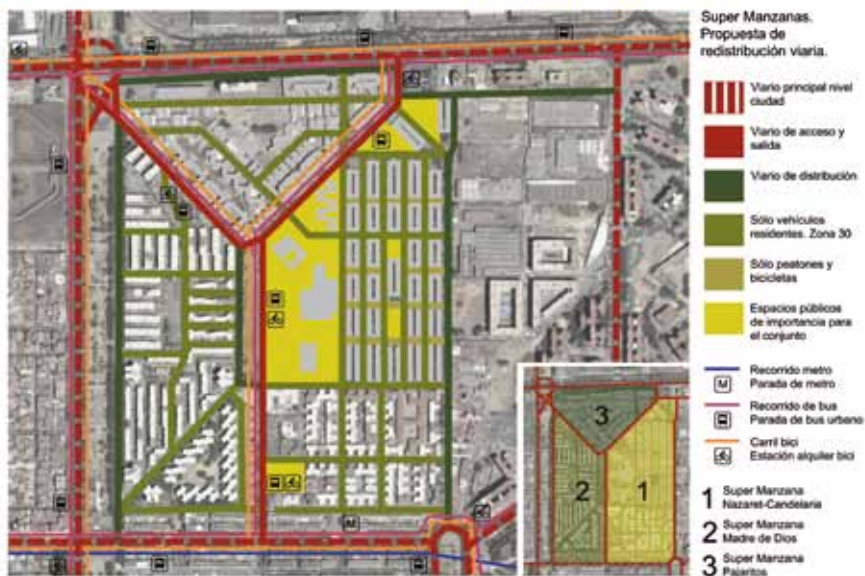 Super Manzanas.
Propuesta de
redistribución viaria.
Viario principal nivel
ciudad
Viario de acceso y
salida
Viario de distribución
Sólo vehículos
residentes. Zona 30
Sólo peatones y
bicicletas
Espacios públicos
de importancia para
el conjunto
Recorrido metro
M
Parada de metro
Recorrido de bus
Parada de bus urbano
Carril bici
Estación alquiler bici
1 Super Manzana
Nazaret-Candelaria
2 Super Manzana
Madre de Dios
3 Super Manzana
Pajaritos
M
3
2
1